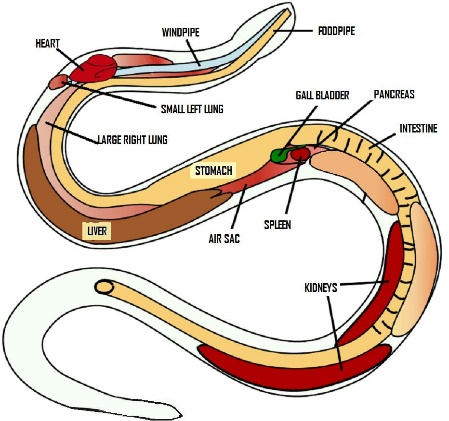 WINDPIPE
FOODPIPE
HEART
SMALL LEFT LUNG
GALL BLADDER
PANCREAS
INTESTINE
LARGE RIGHT LUNG
STOMACH
LIVER
AIR SAC
SPLEEN
KIDNEYS